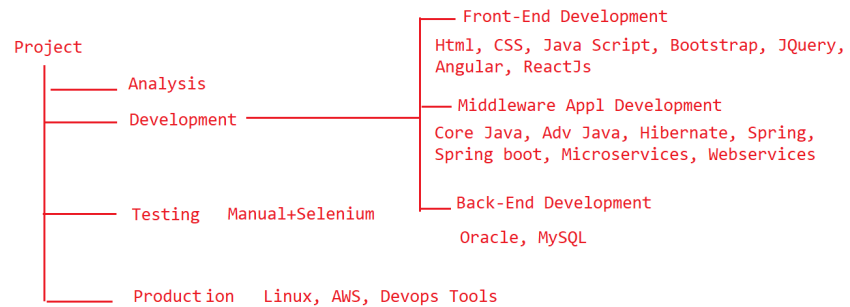 Project
Analysis
Development
Testing Manual+Selenium
Production Linux, AWS, Devops Tools
Front-End Development
Html, CSS, Java Script, Bootstrap, JQuery,
Angular, ReactJs
Middleware Appl Development
Core Java, Adv Java, Hibernate, Spring,
Spring boot, Microservices, Webservices
Back-End Development
Oracle, MySQL